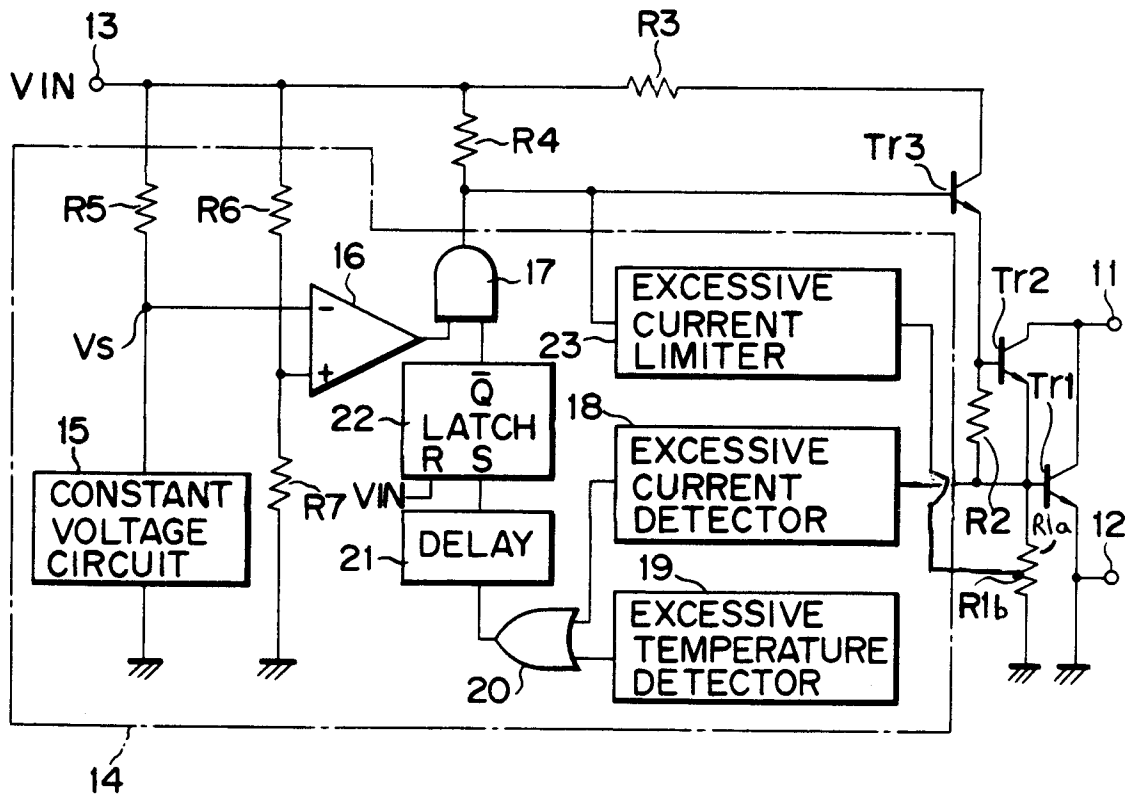 13
R3
VIN
R4
Tr3
R5
R6
16
17
11
Tr2
EXCESSIVE
CURRENT
LIMITER
23
Vs
−
+
Q̅
LATCH
R S
22
18
Tr1
15
CONSTANT
VOLTAGE
CIRCUIT
R7
VIN
EXCESSIVE
CURRENT
DETECTOR
R2
R1a
12
21
DELAY
19
R1b
EXCESSIVE
TEMPERATURE
DETECTOR
20
14